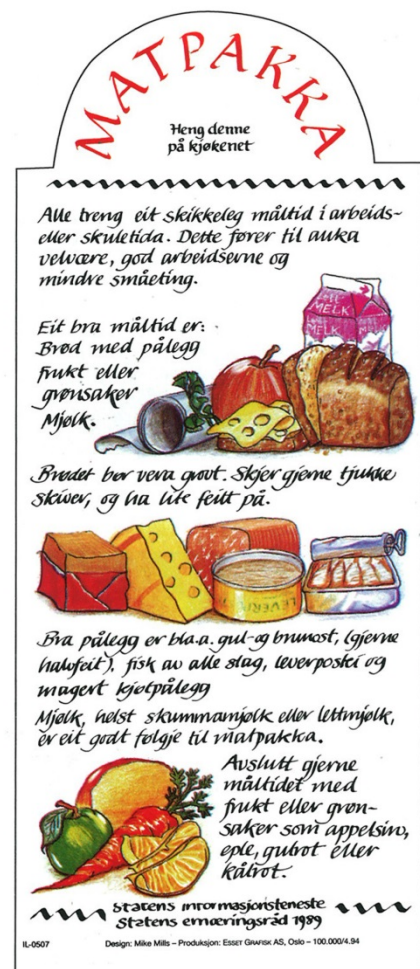 MATPAKKA
Heng denne
på kjøkenet
Alle treng eit skikkeleg måltid i arbeids-
eller skuletida. Dette fører til auka
velvære, god arbeidsevne og
mindre småeting.
Eit bra måltid er:
Brød med pålegg
frukt eller
grønsaker
Mjølk.
LETT MELK
LETT MELK
Brødet bør vera grovt. Skjer gjerne tjukke
skiver, og ha lite feitt på.
LEVERP
Bra pålegg er bla.a. gul- og brunost, (gjerne
halvfeit), fisk av alle slag, leverpostei og
magert kjøtpålegg
Mjølk, helst skummamjølk eller lettmjølk,
er eit godt følgje til matpakka.
Avslutt gjerne
måltidet med
frukt eller grøn-
saker som appelsin,
eple, gulrot eller
kålrot.
Statens informasjonsteneste
Statens ernæringsråd 1989
IL-0507
Design: Mike Mills – Produksjon: ESSET GRAFISK AS, Oslo – 100.000/4.94